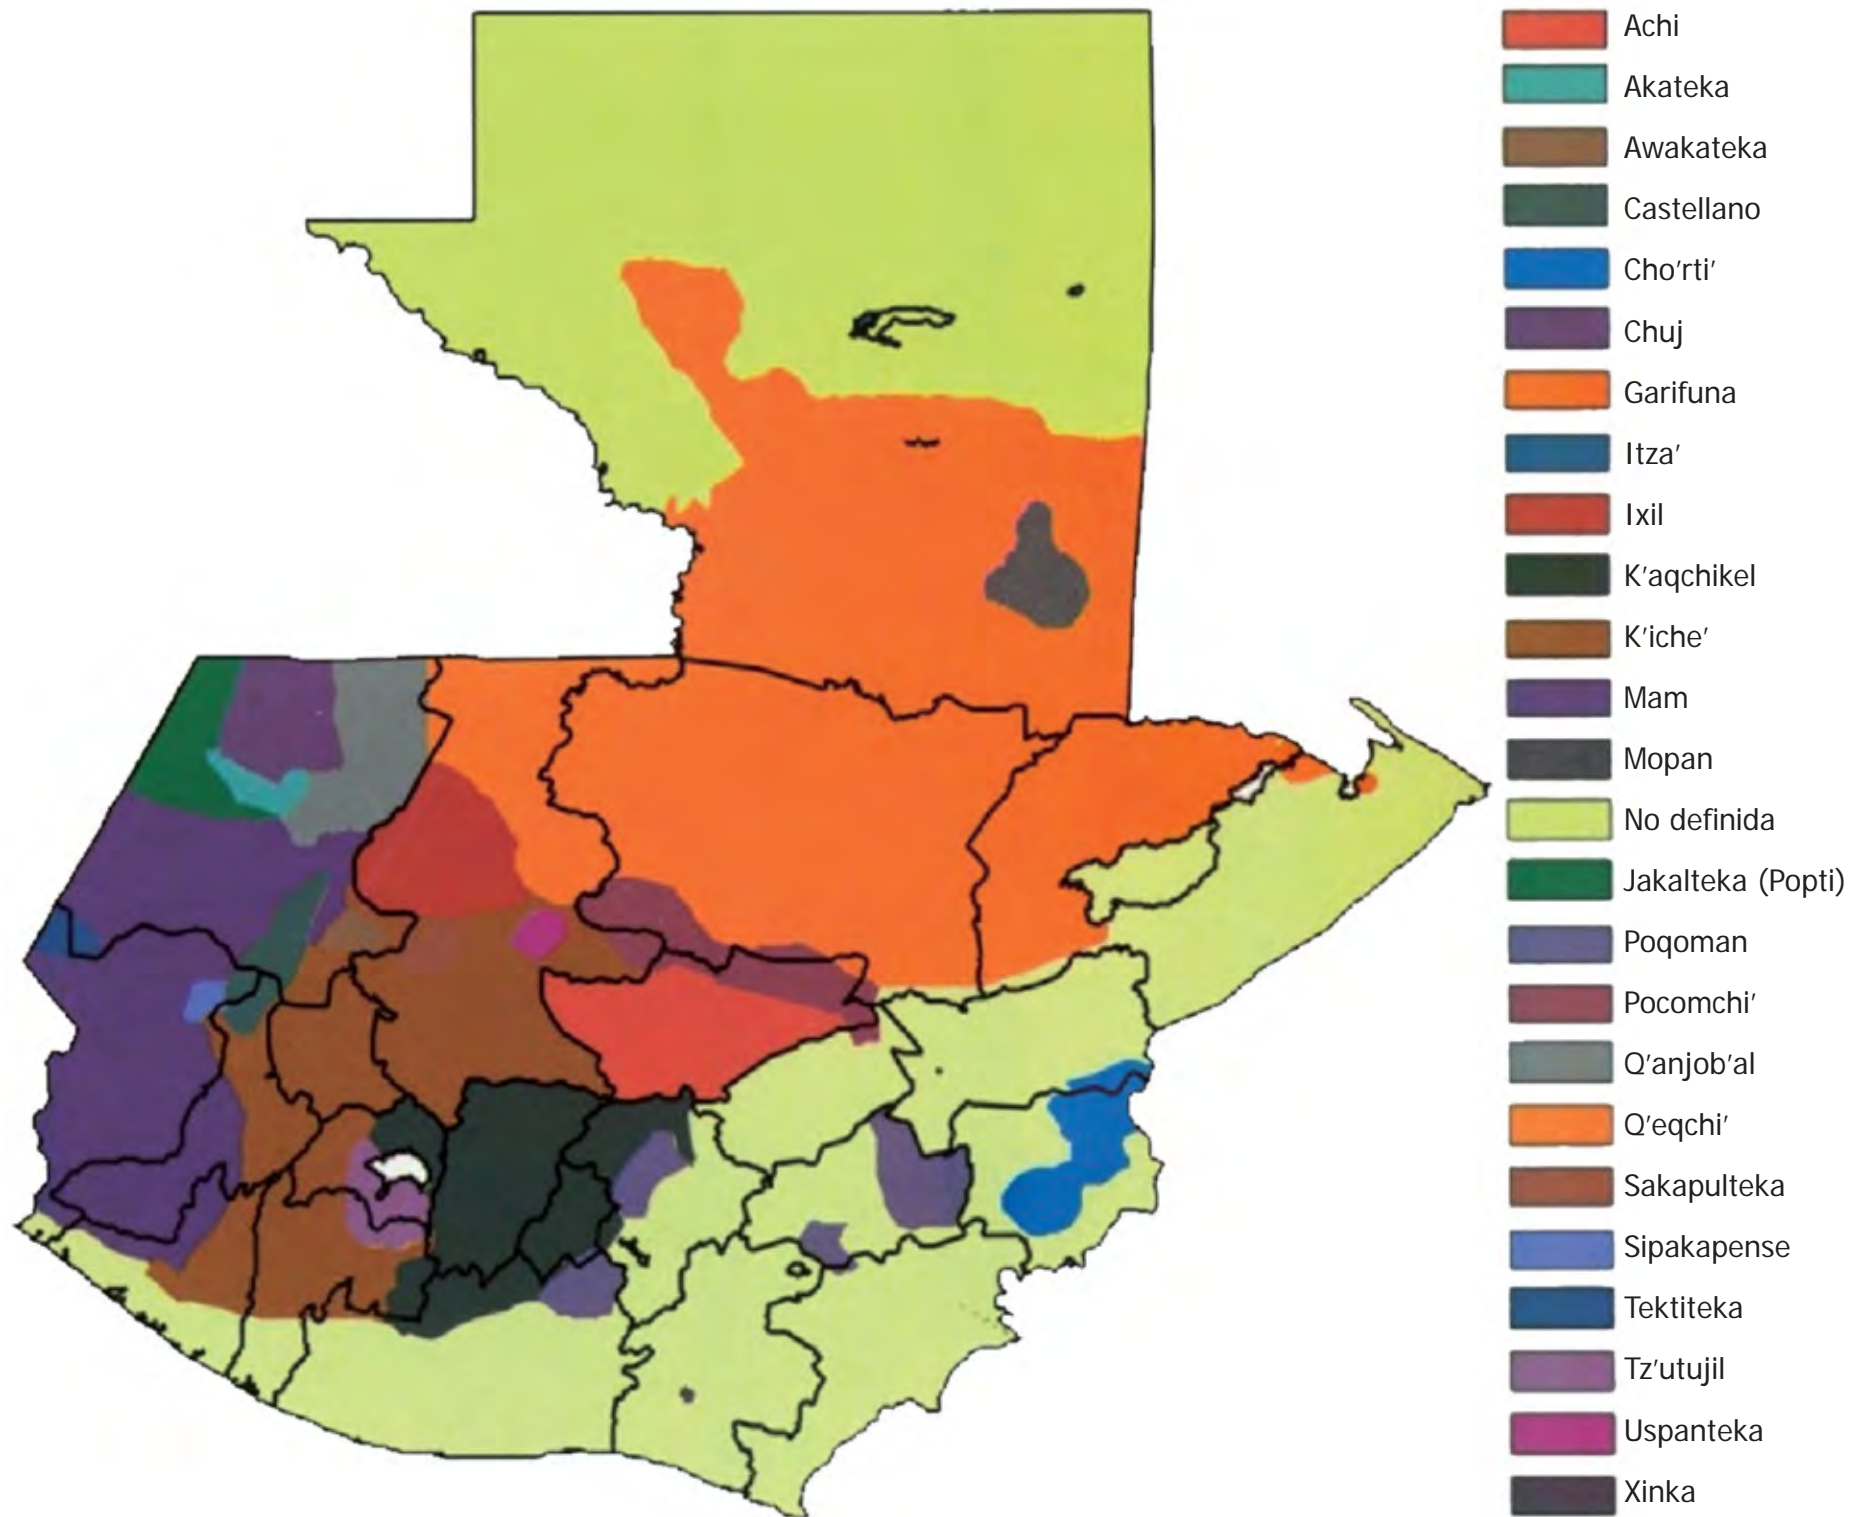 Achi
Akateka
Awakateka
Castellano
Cho'rti'
Chuj
Garifuna
Itza'
Ixil
K'aqchikel
K'iche'
Mam
Mopan
No definida
Jakalteka (Popti)
Poqoman
Pocomchi'
Q'anjob'al
Q'eqchi'
Sakapulteka
Sipakapense
Tektiteka
Tz'utujil
Uspanteka
Xinka